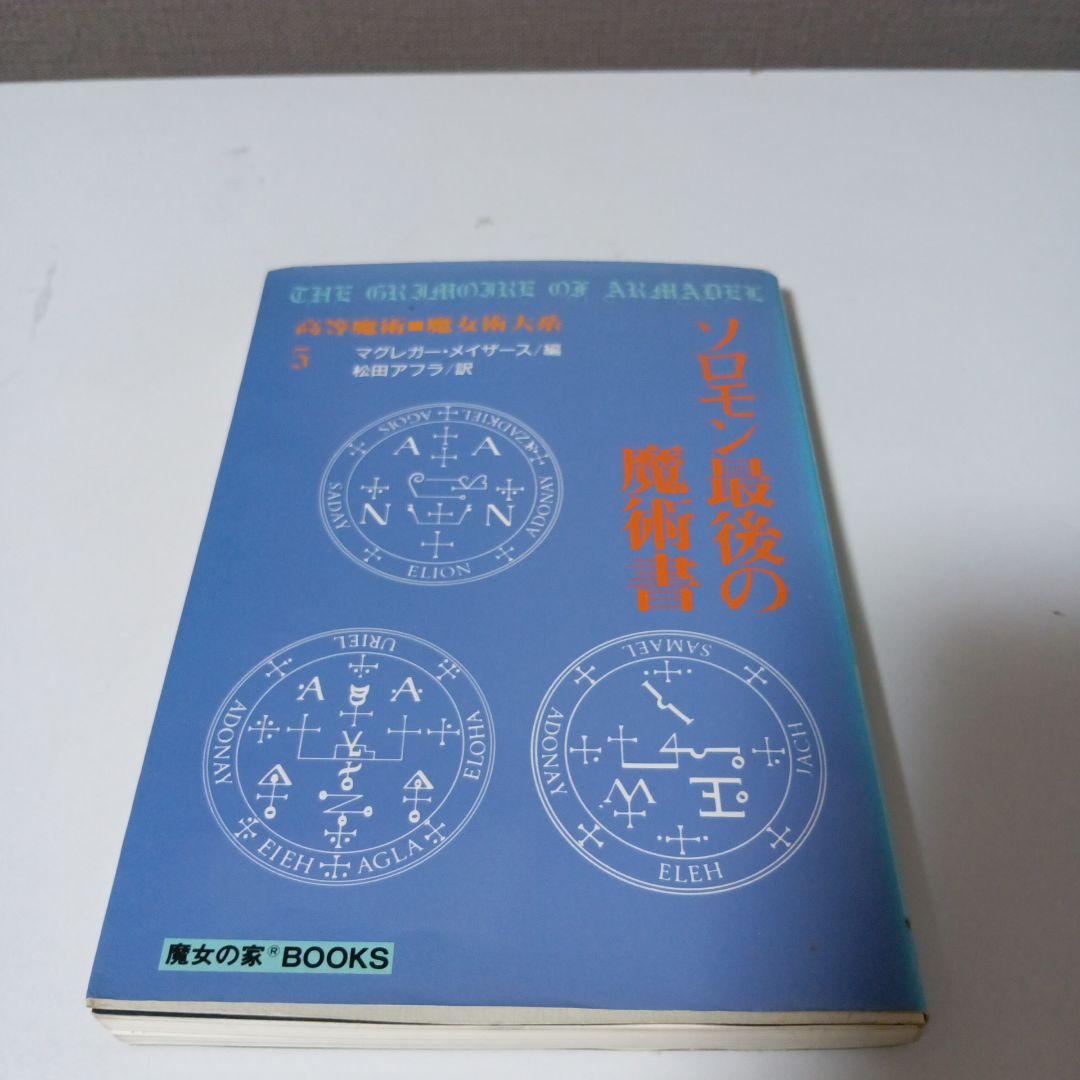 THE GRIMOIRE OF ARMADEL
高等魔術■魔女術大系
5
マグレガー・メイザース/編
松田アフラ/訳
ソロモン最後の
魔術書
AGOIS
ZADKIEL
SADAY
ADONAY
A A
N N
ELION
URIEL
ADONAY
ELOHA
A A
EIEH
AGLA
SAMAEL
ADONAY
JACH
ELEH
魔女の家®BOOKS